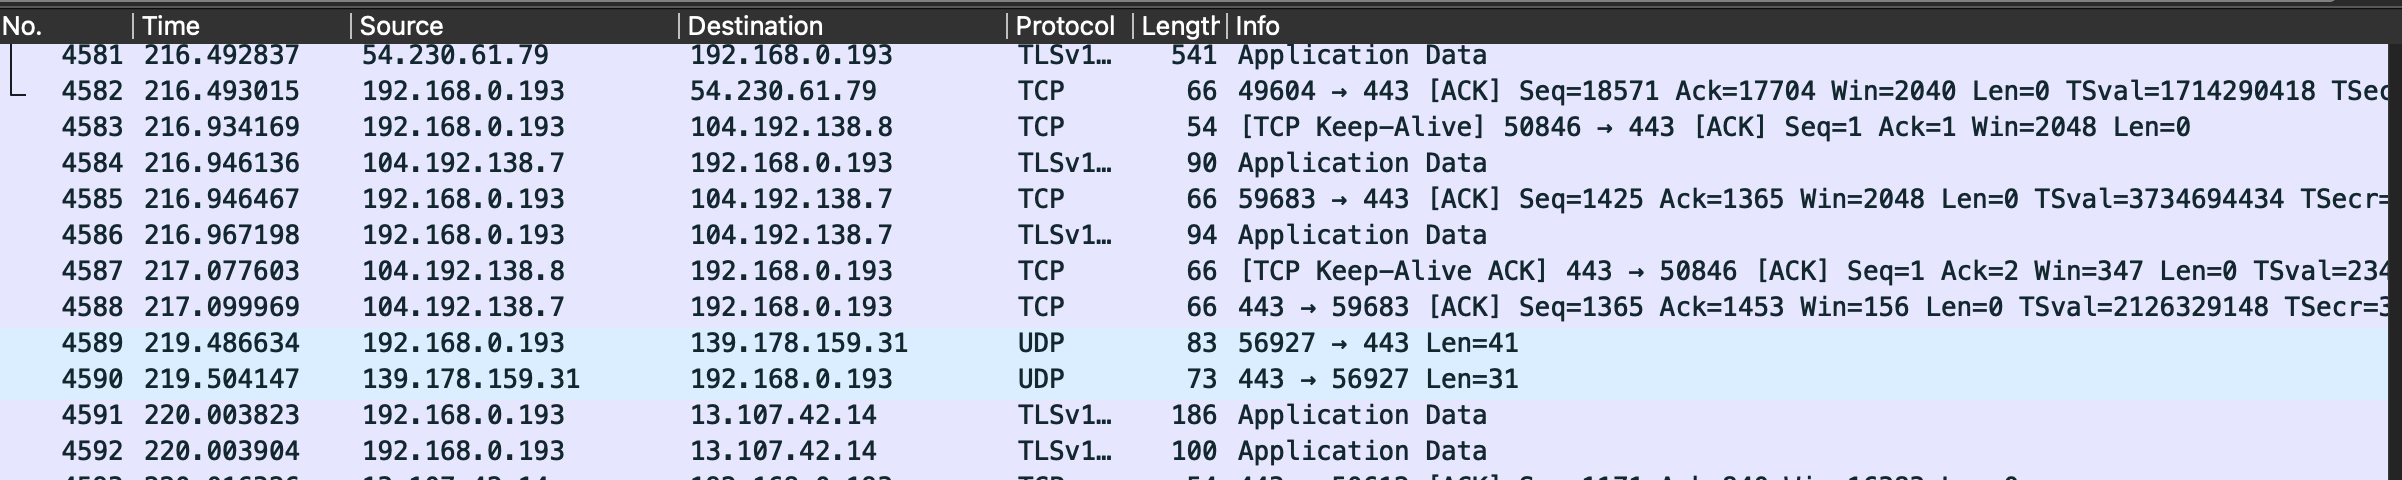 No. Time Source Destination Protocol Length Info
4581 216.492837 54.230.61.79 192.168.0.193 TLSv1… 541 Application Data
4582 216.493015 192.168.0.193 54.230.61.79 TCP 66 49604 → 443 [ACK] Seq=18571 Ack=17704 Win=2040 Len=0 TSval=1714290418 TSec
4583 216.934169 192.168.0.193 104.192.138.8 TCP 54 [TCP Keep-Alive] 50846 → 443 [ACK] Seq=1 Ack=1 Win=2048 Len=0
4584 216.946136 104.192.138.7 192.168.0.193 TLSv1… 90 Application Data
4585 216.946467 192.168.0.193 104.192.138.7 TCP 66 59683 → 443 [ACK] Seq=1425 Ack=1365 Win=2048 Len=0 TSval=3734694434 TSecr=
4586 216.967198 192.168.0.193 104.192.138.7 TLSv1… 94 Application Data
4587 217.077603 104.192.138.8 192.168.0.193 TCP 66 [TCP Keep-Alive ACK] 443 → 50846 [ACK] Seq=1 Ack=2 Win=347 Len=0 TSval=234
4588 217.099969 104.192.138.7 192.168.0.193 TCP 66 443 → 59683 [ACK] Seq=1365 Ack=1453 Win=156 Len=0 TSval=2126329148 TSecr=3
4589 219.486634 192.168.0.193 139.178.159.31 UDP 83 56927 → 443 Len=41
4590 219.504147 139.178.159.31 192.168.0.193 UDP 73 443 → 56927 Len=31
4591 220.003823 192.168.0.193 13.107.42.14 TLSv1… 186 Application Data
4592 220.003904 192.168.0.193 13.107.42.14 TLSv1… 100 Application Data